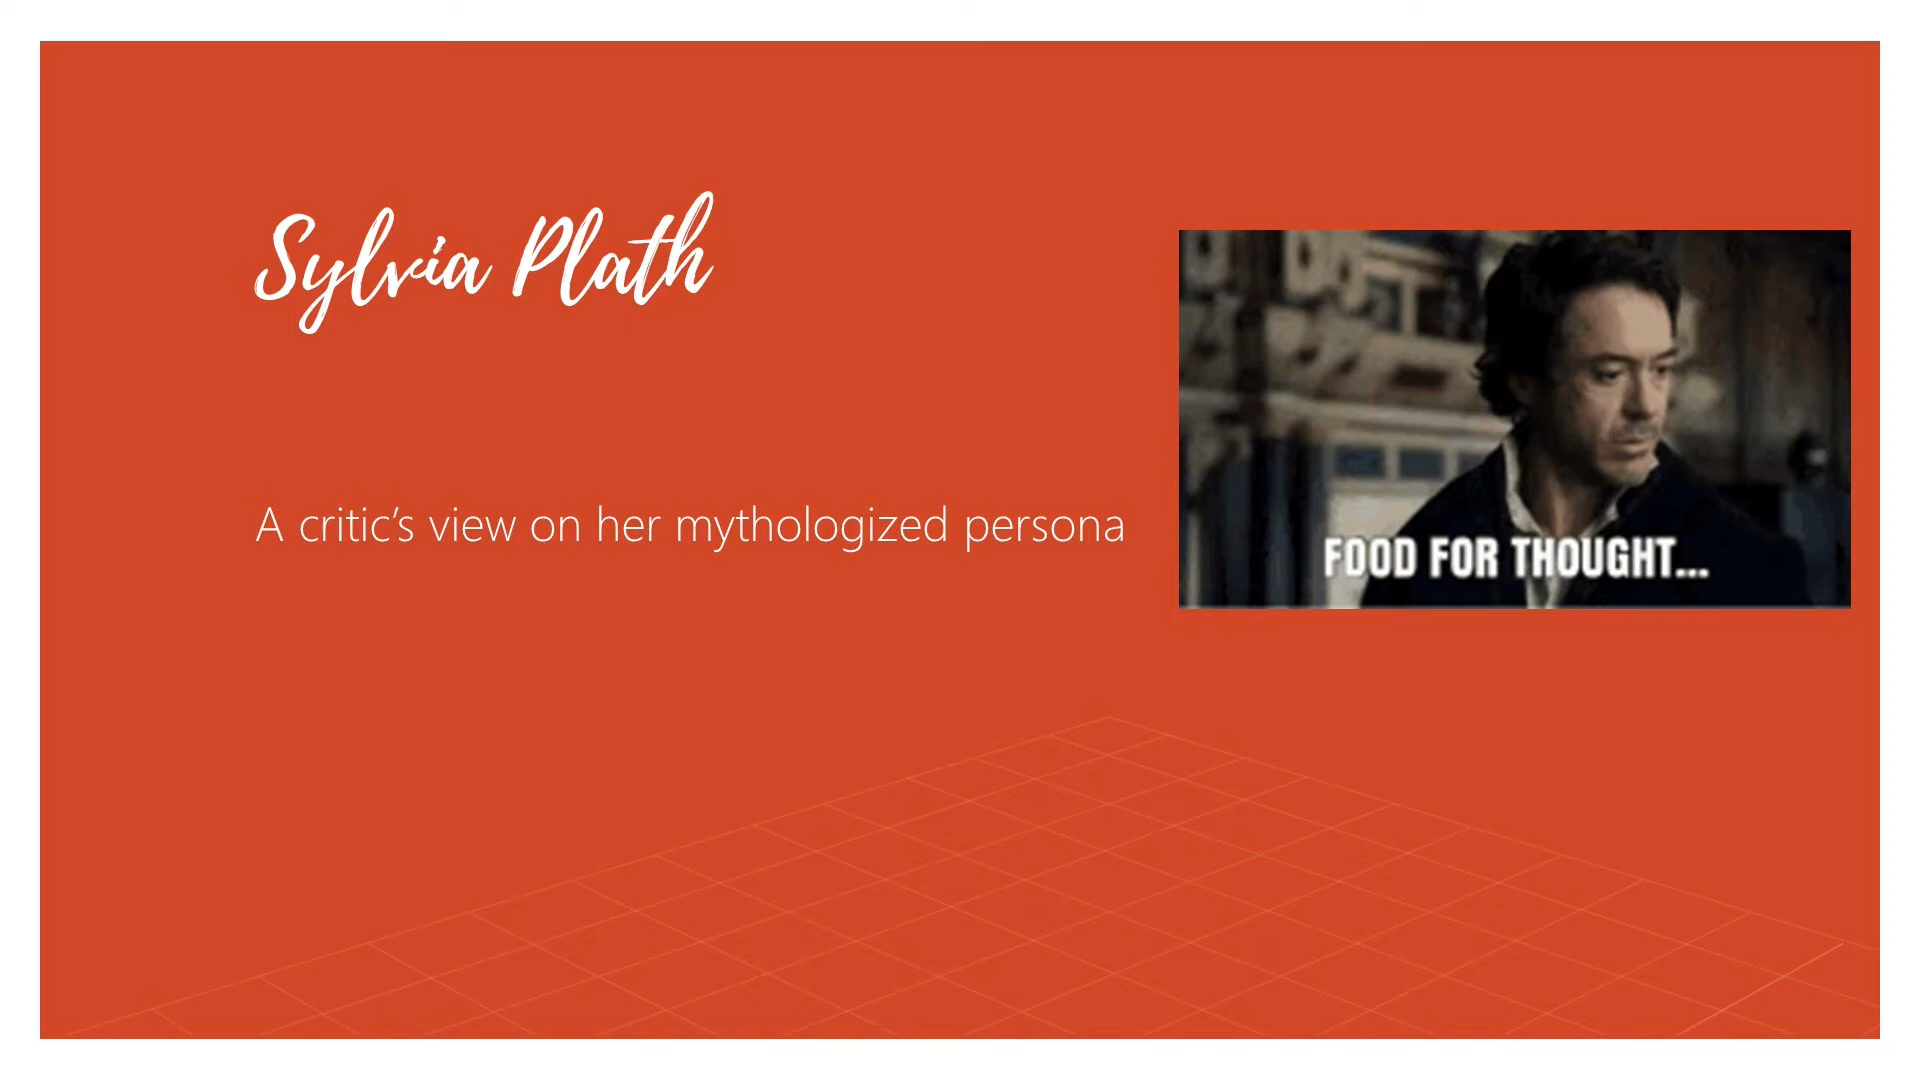 Sylvia Plath
A critic’s view on her mythologized persona
FOOD FOR THOUGHT...